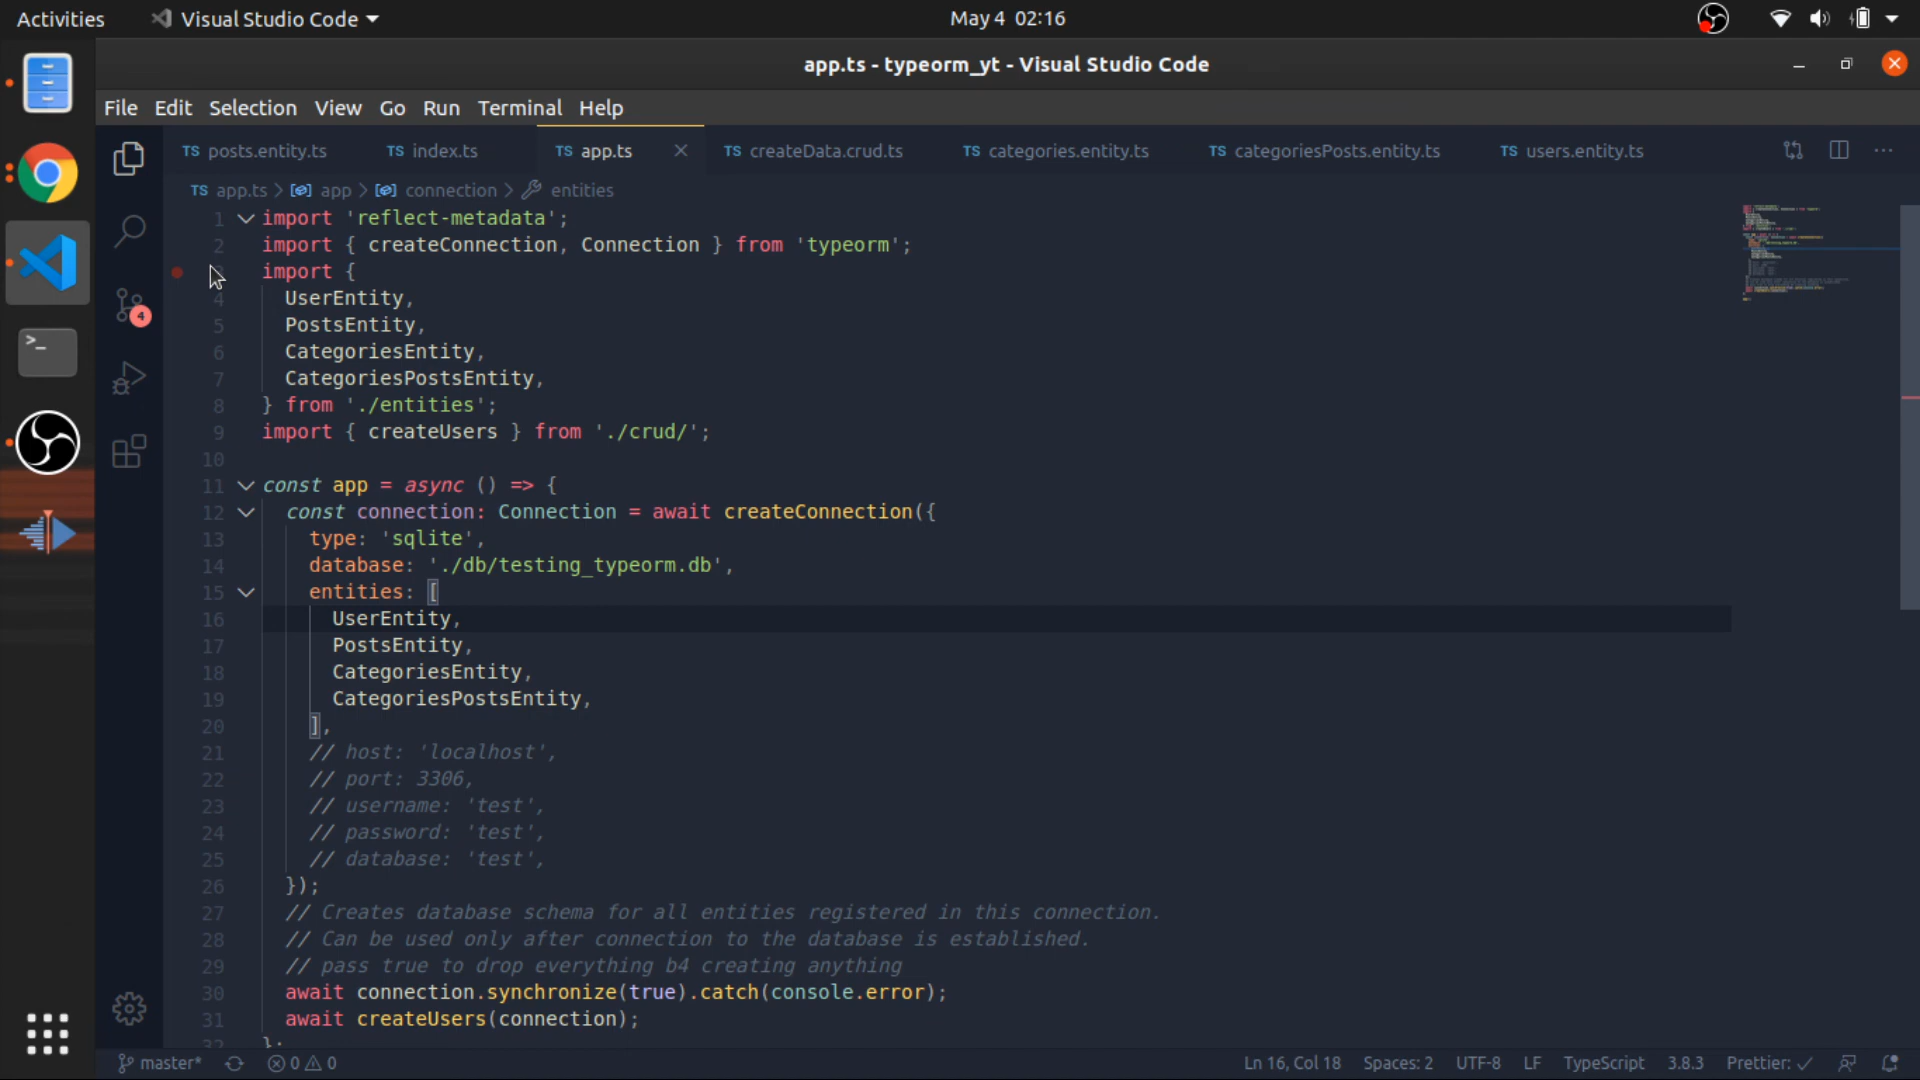 Activities
Visual Studio Code
May 4 02:16
app.ts - typeorm_yt - Visual Studio Code
File Edit Selection View Go Run Terminal Help
TS posts.entity.ts
TS index.ts
TS app.ts
TS createData.crud.ts
TS categories.entity.ts
TS categoriesPosts.entity.ts
TS users.entity.ts
TS app.ts > app > connection > entities
1 import 'reflect-metadata';
2 import { createConnection, Connection } from 'typeorm';
import {
4 UserEntity,
5 PostsEntity,
6 CategoriesEntity,
7 CategoriesPostsEntity,
8 } from './entities';
9 import { createUsers } from './crud/';
10
11 const app = async () => {
12 const connection: Connection = await createConnection({
13 type: 'sqlite',
14 database: './db/testing_typeorm.db',
15 entities: [
16 UserEntity,
17 PostsEntity,
18 CategoriesEntity,
19 CategoriesPostsEntity,
20 ],
21 // host: 'localhost',
22 // port: 3306,
23 // username: 'test',
24 // password: 'test',
25 // database: 'test',
26 });
27 // Creates database schema for all entities registered in this connection.
28 // Can be used only after connection to the database is established.
29 // pass true to drop everything b4 creating anything
30 await connection.synchronize(true).catch(console.error);
31 await createUsers(connection);
32 };
4
master*
0 0
Ln 16, Col 18
Spaces: 2
UTF-8
LF
TypeScript
3.8.3
Prettier: ✓